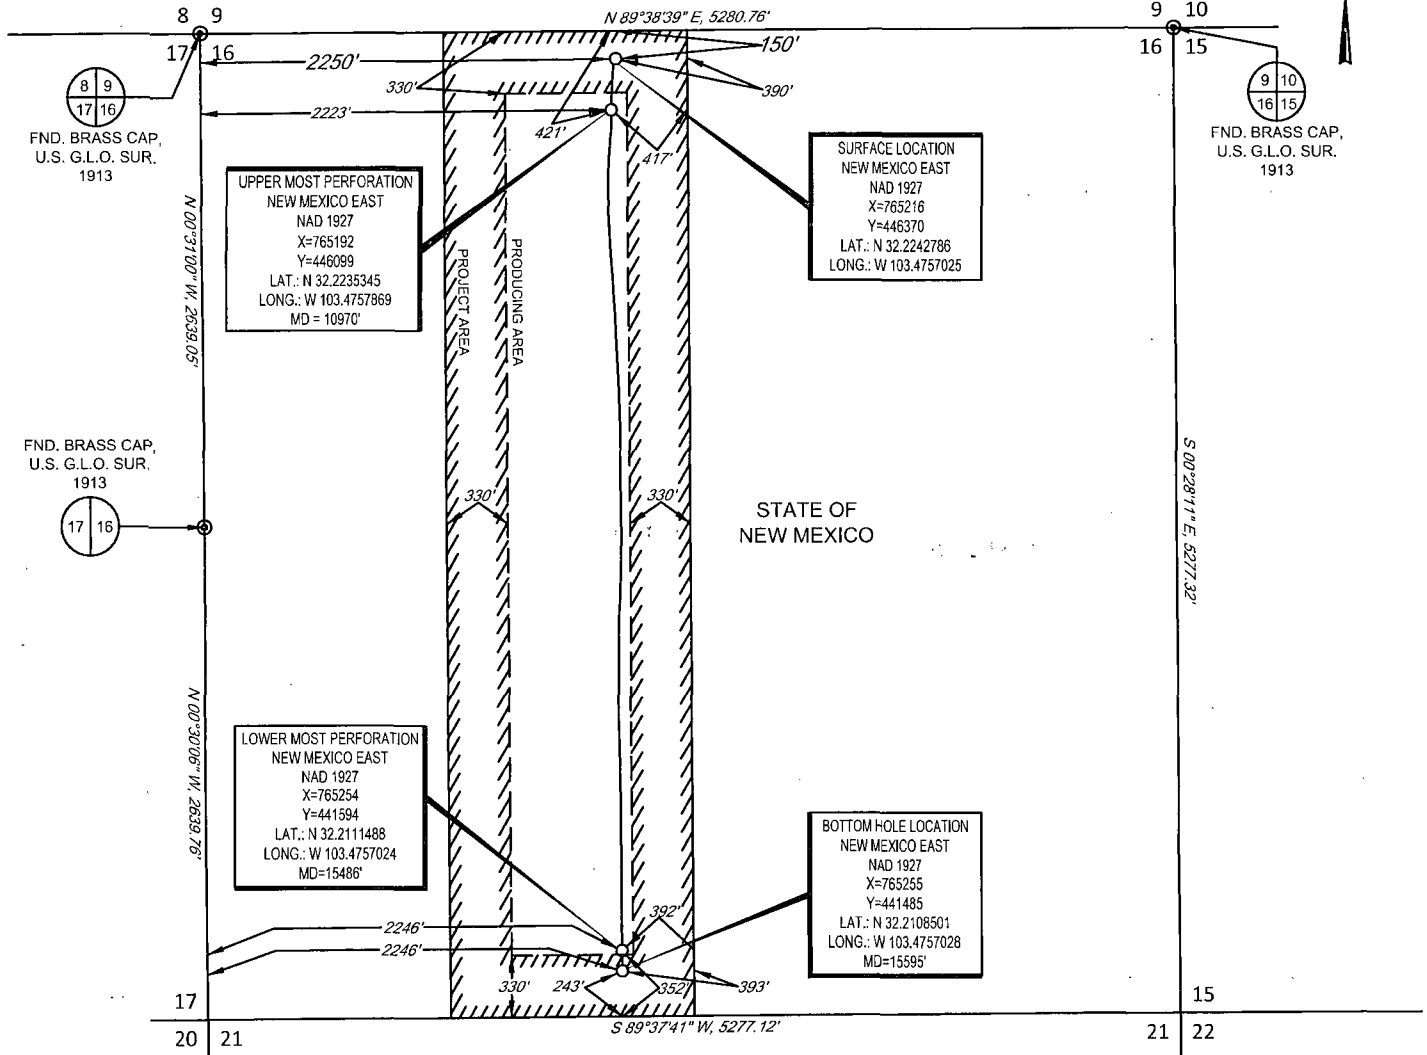 8 9
N 89°38'39" E, 5280.76'
9 10
17 16
2250'
150'
16 15
8 9
17 16
330'
390'
9 10
16 15
2223'
421'
417'
FND. BRASS CAP,
U.S. G.L.O. SUR.
1913
FND. BRASS CAP,
U.S. G.L.O. SUR.
1913
UPPER MOST PERFORATION
NEW MEXICO EAST
NAD 1927
X=765192
Y=446099
LAT.: N 32.2235345
LONG.: W 103.4757869
MD = 10970'
SURFACE LOCATION
NEW MEXICO EAST
NAD 1927
X=765216
Y=446370
LAT.: N 32.2242786
LONG.: W 103.4757025
N 00°31'00" W, 2639.05'
PROJECT AREA
PRODUCING AREA
FND. BRASS CAP,
U.S. G.L.O. SUR,
1913
17 16
330'
330'
STATE OF
NEW MEXICO
S 00°28'11" E, 5277.32'
N 00°30'06" W, 2639.76'
LOWER MOST PERFORATION
NEW MEXICO EAST
NAD 1927
X=765254
Y=441594
LAT.: N 32.2111488
LONG.: W 103.4757024
MD=15486'
BOTTOM HOLE LOCATION
NEW MEXICO EAST
NAD 1927
X=765255
Y=441485
LAT.: N 32.2108501
LONG.: W 103.4757028
MD=15595'
2246'
392'
2246'
330'
243'
352'
393'
17
15
S 89°37'41" W, 5277.12'
20 21
21 22